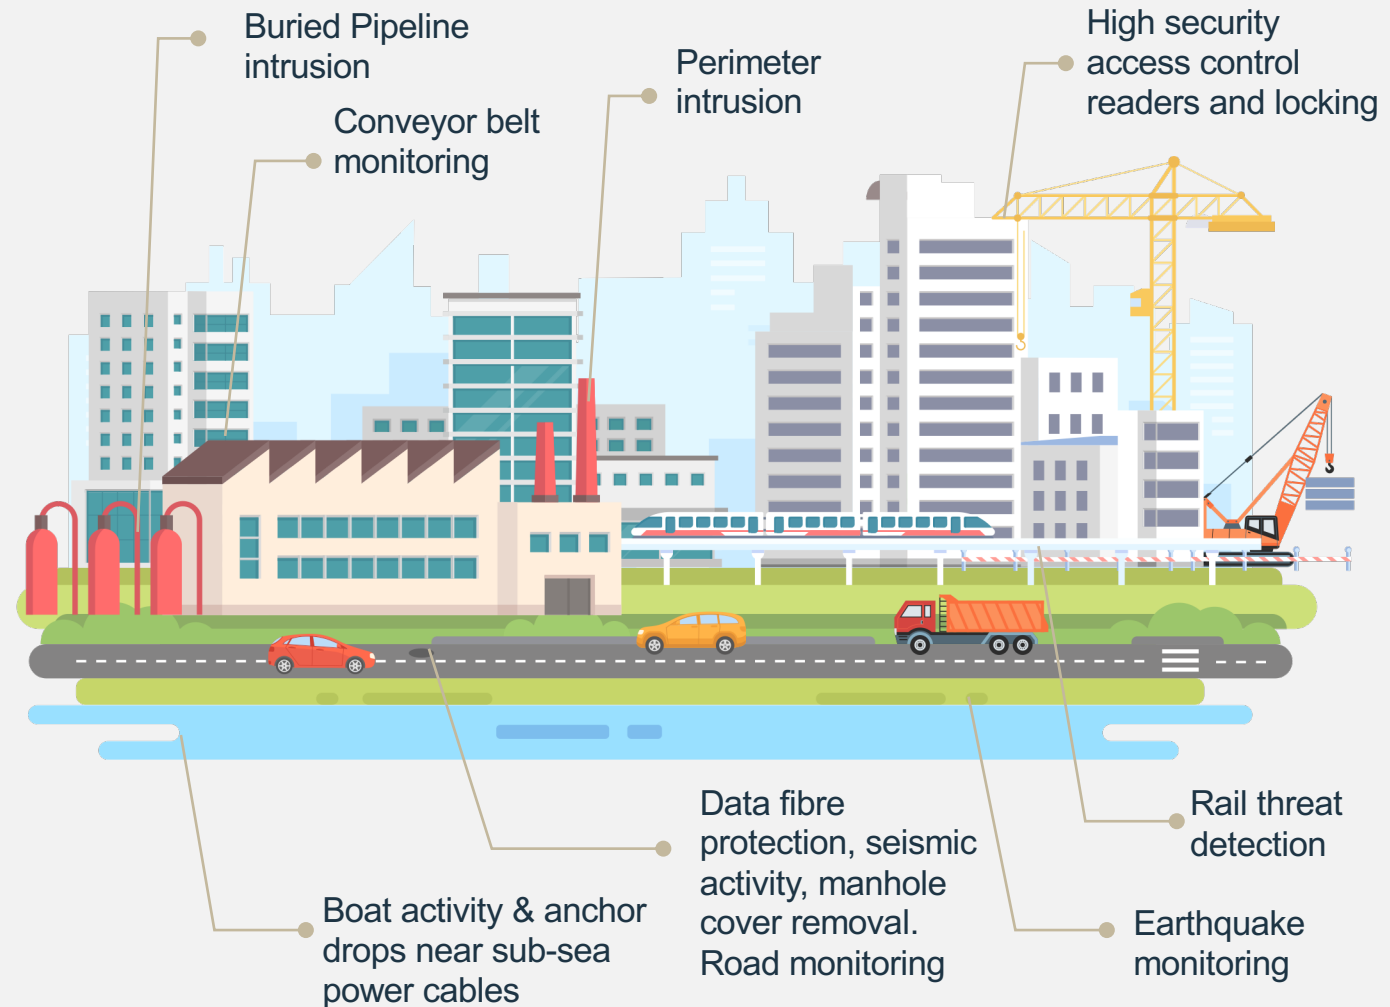 Buried Pipeline
intrusion
Conveyor belt
monitoring
Perimeter
intrusion
High security
access control
readers and locking
Data fibre
protection, seismic
activity, manhole
cover removal.
Road monitoring
Rail threat
detection
Boat activity & anchor
drops near sub-sea
power cables
Earthquake
monitoring